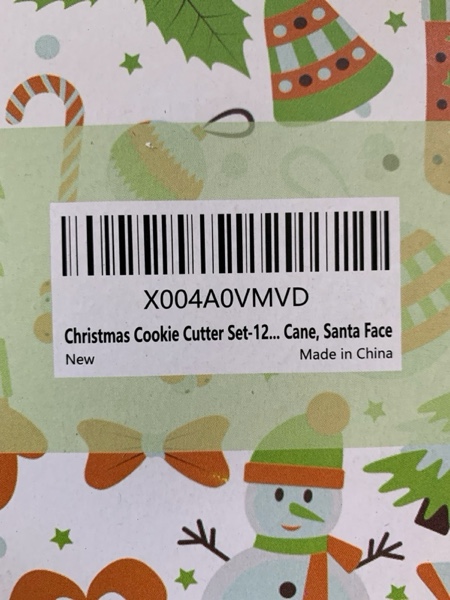 X004A0VMVD
Christmas Cookie Cutter Set-12... Cane, Santa Face
New Made in China